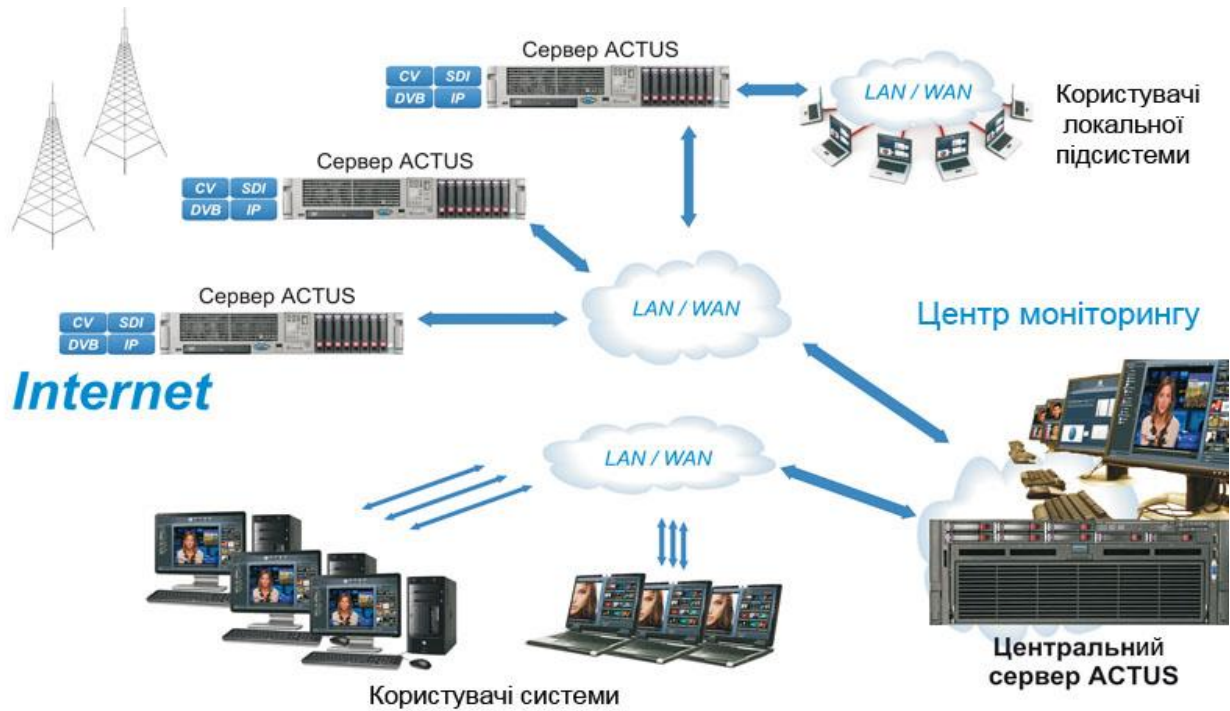 Сервер ACTUS
CV SDI
DVB IP
LAN / WAN
Користувачі
локальної
підсистеми
Сервер ACTUS
CV SDI
DVB IP
Сервер ACTUS
CV SDI
DVB IP
LAN / WAN
Центр моніторингу
Internet
LAN / WAN
Користувачі системи
Центральний
сервер ACTUS